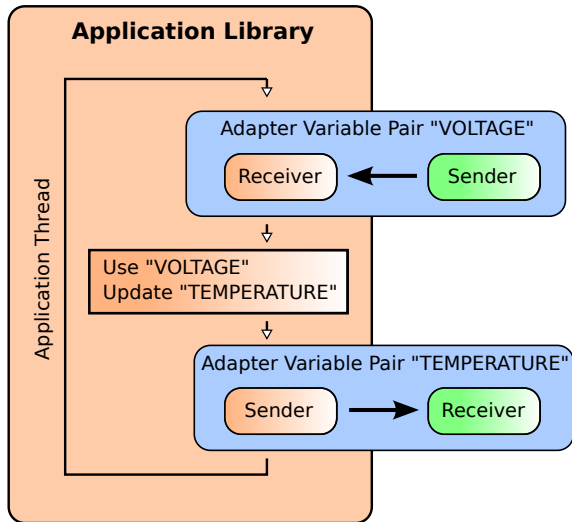 Application Library
Adapter Variable Pair "VOLTAGE"
Receiver
Sender
Application Thread
Use "VOLTAGE"
Update "TEMPERATURE"
Adapter Variable Pair "TEMPERATURE"
Sender
Receiver